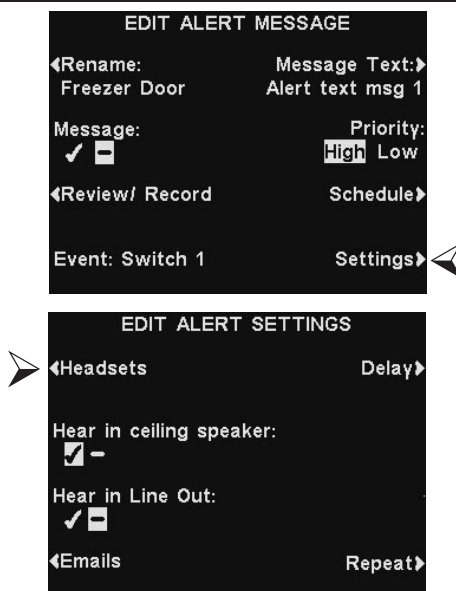 EDIT ALERT MESSAGE
Rename: Message Text:
Freezer Door Alert text msg 1
Message: Priority:
✓ – High Low
Review/ Record Schedule
Event: Switch 1 Settings
EDIT ALERT SETTINGS
Headsets Delay
Hear in ceiling speaker:
✓ –
Hear in Line Out:
✓ –
Emails Repeat